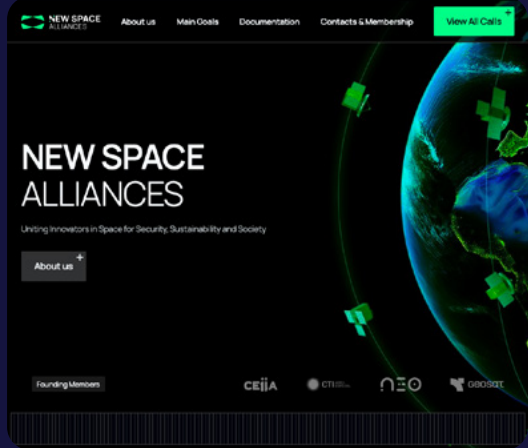 NEW SPACE
ALLIANCES
About us
Main Goals
Documentation
Contacts & Membership
View All Calls
NEW SPACE
ALLIANCES
Uniting Innovators in Space for Security, Sustainability and Society
About us
Founding Members
CEiiA
CTI
NEO
GEOSAT